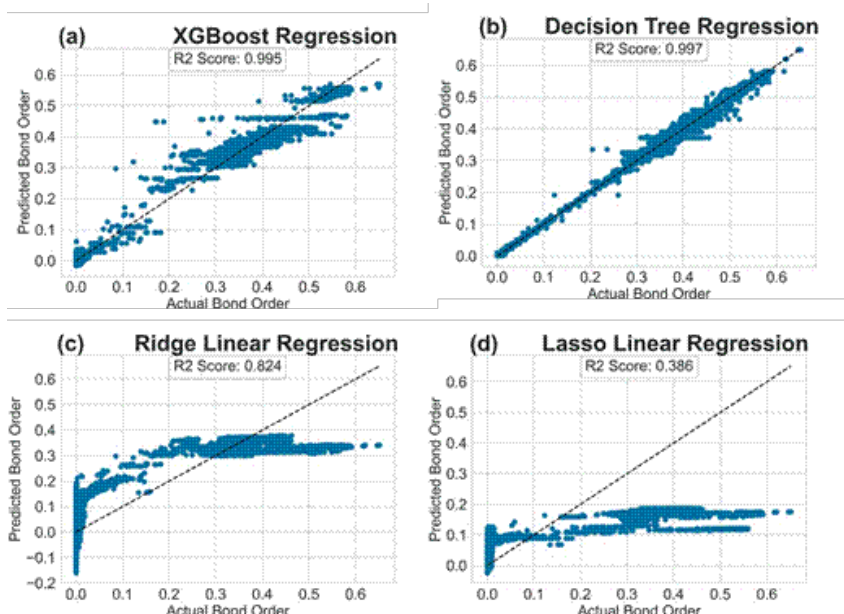 (a) XGBoost Regression
R2 Score: 0.995
Predicted Bond Order
0.6
0.5
0.4
0.3
0.2
0.1
0.0
0.0 0.1 0.2 0.3 0.4 0.5 0.6
Actual Bond Order
(b) Decision Tree Regression
R2 Score: 0.997
Predicted Bond Order
0.6
0.5
0.4
0.3
0.2
0.1
0.0
0.0 0.1 0.2 0.3 0.4 0.5 0.6
Actual Bond Order
(c) Ridge Linear Regression
R2 Score: 0.824
Predicted Bond Order
0.6
0.5
0.4
0.3
0.2
0.1
0.0
−0.1
−0.2
0.0 0.1 0.2 0.3 0.4 0.5 0.6
Actual Bond Order
(d) Lasso Linear Regression
R2 Score: 0.386
Predicted Bond Order
0.6
0.5
0.4
0.3
0.2
0.1
0.0
0.0 0.1 0.2 0.3 0.4 0.5 0.6
Actual Bond Order